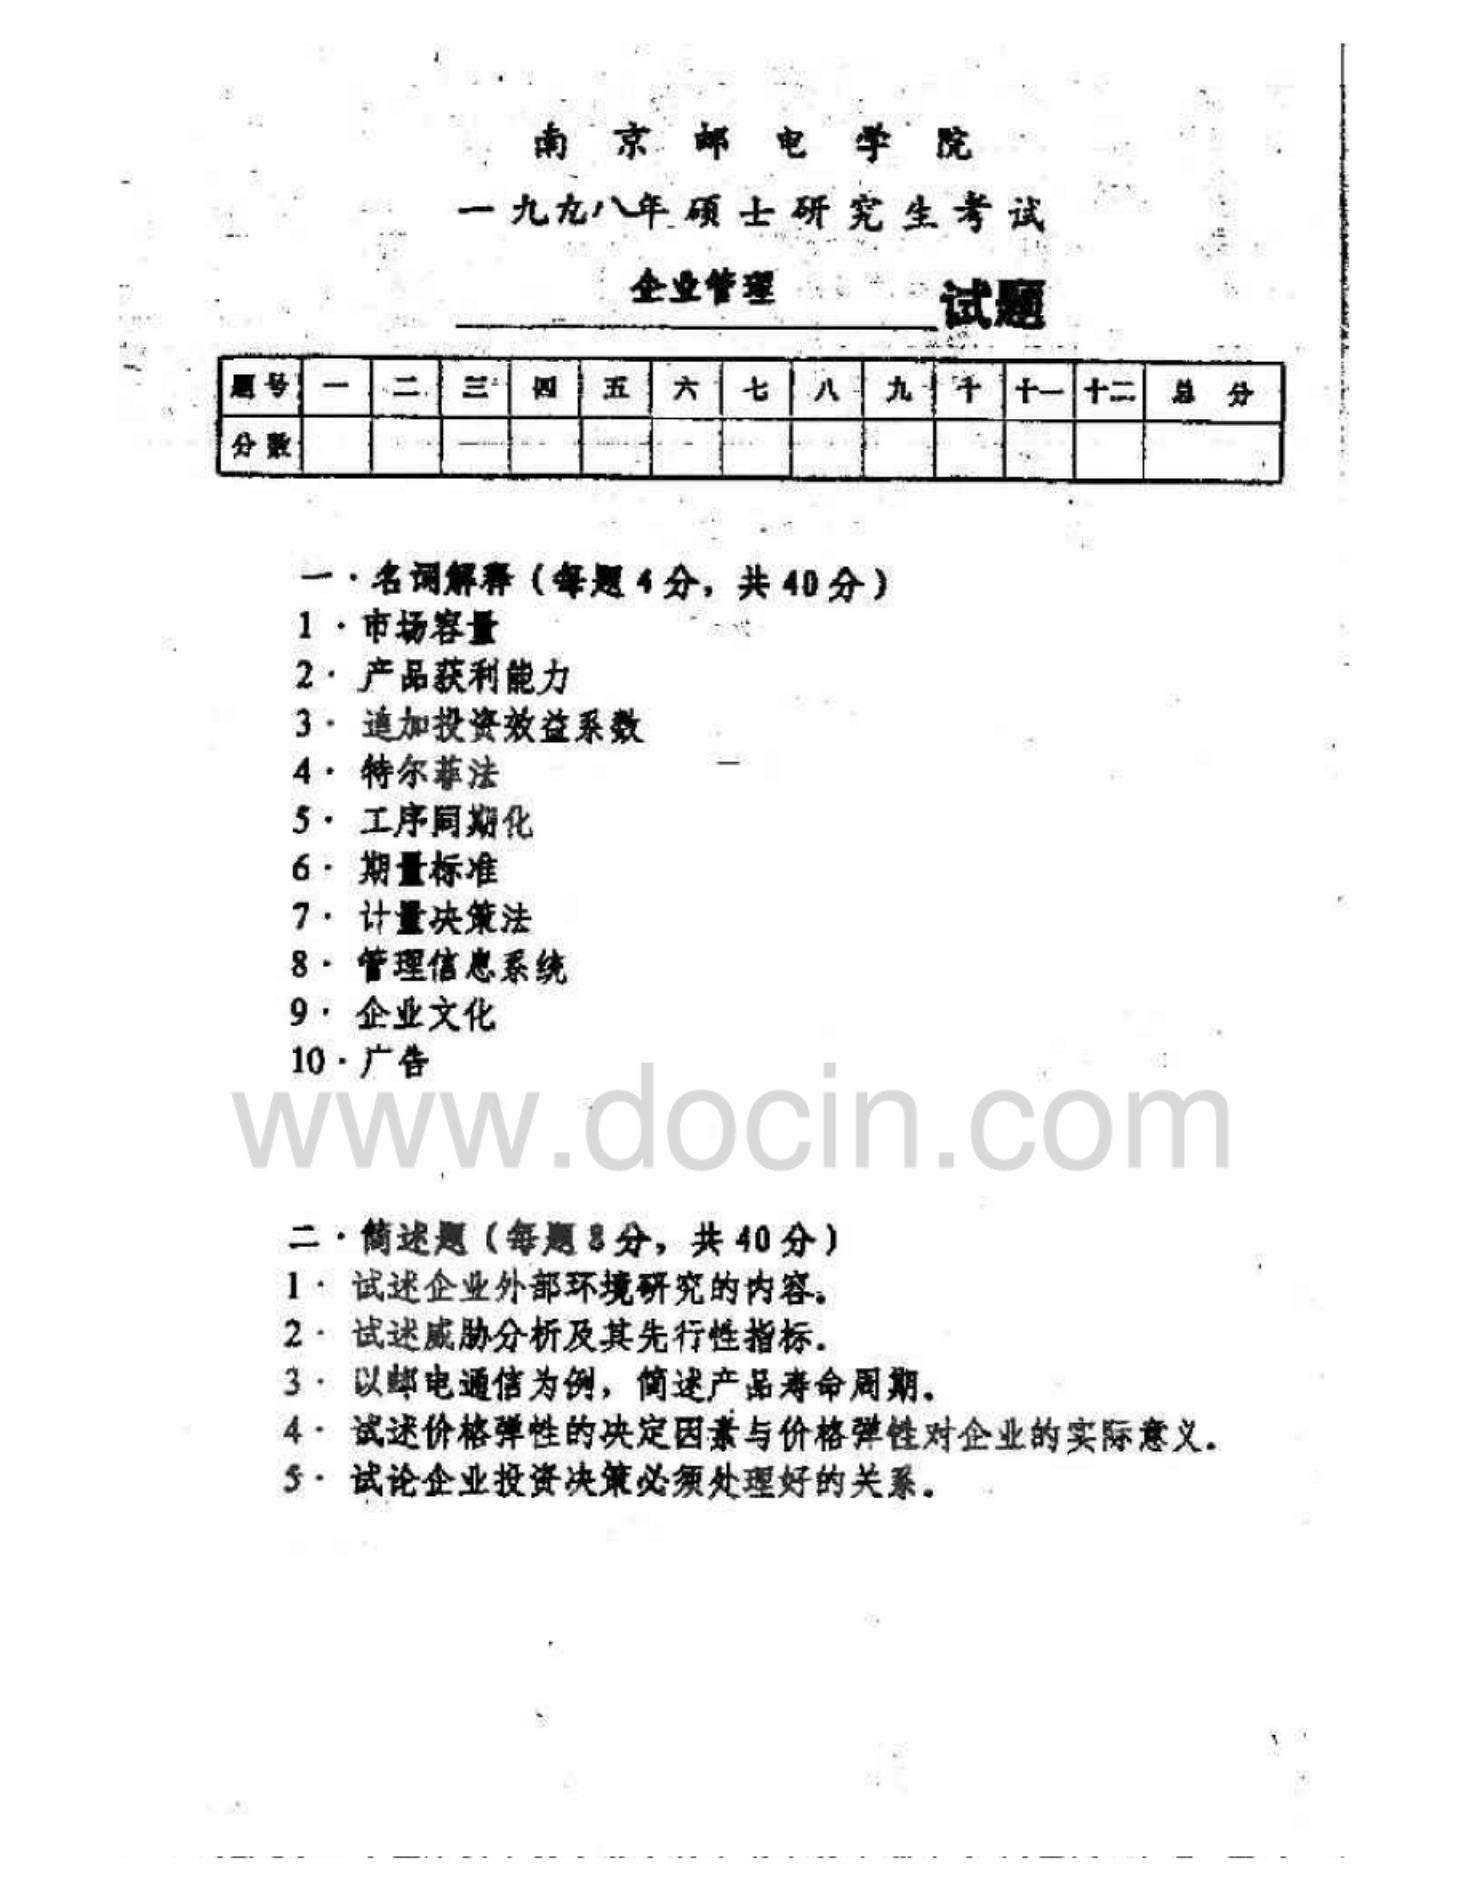 南京邮电学院
一九九八年硕士研究生考试
企业管理 试题
题号 一 二 三 四 五 六 七 八 九 十 十一 十二 总分
分数
一·名词解释（每题4分，共40分）
1·市场容量
2·产品获利能力
3·追加投资效益系数
4·特尔菲法
5·工序同期化
6·期量标准
7·计量决策法
8·管理信息系统
9·企业文化
10·广告
www.docin.com
二·简述题（每题8分，共40分）
1·试述企业外部环境研究的内容。
2·试述威胁分析及其先行性指标.
3·以邮电通信为例，简述产品寿命周期.
4·试述价格弹性的决定因素与价格弹性对企业的实际意义.
5·试论企业投资决策必须处理好的关系.